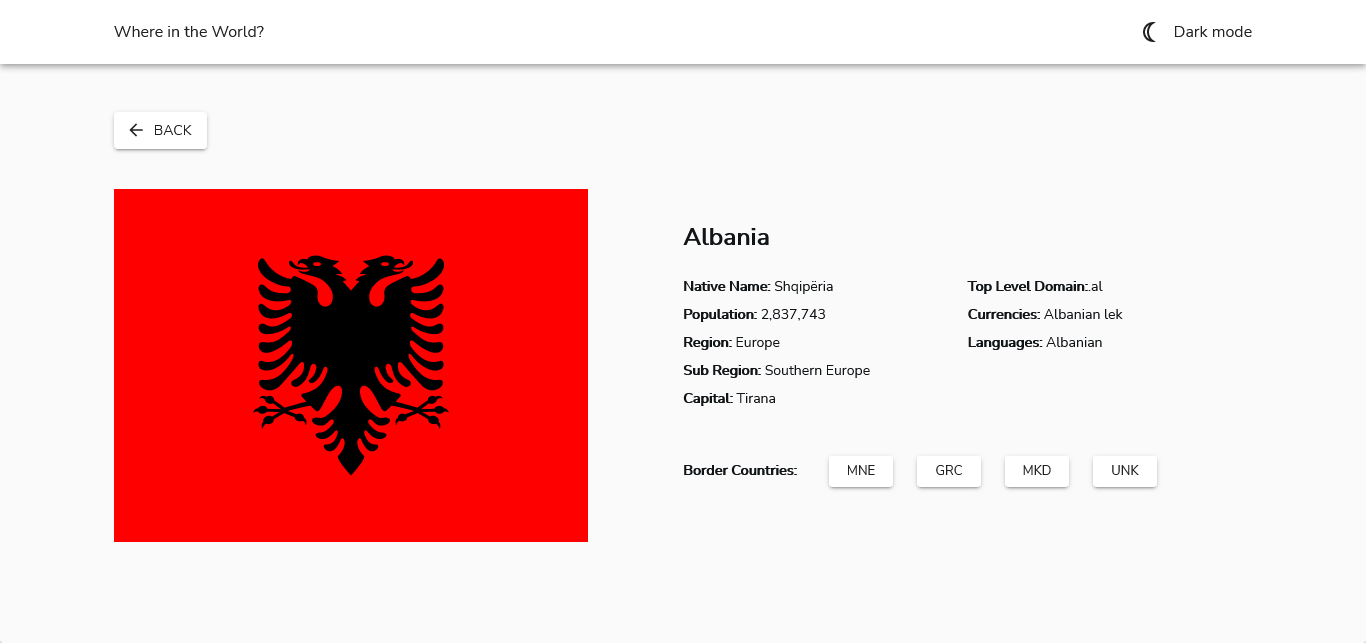 Where in the World?
Dark mode
BACK
Albania
Native Name: Shqipëria
Population: 2,837,743
Region: Europe
Sub Region: Southern Europe
Capital: Tirana
Top Level Domain:.al
Currencies: Albanian lek
Languages: Albanian
Border Countries:
MNE
GRC
MKD
UNK